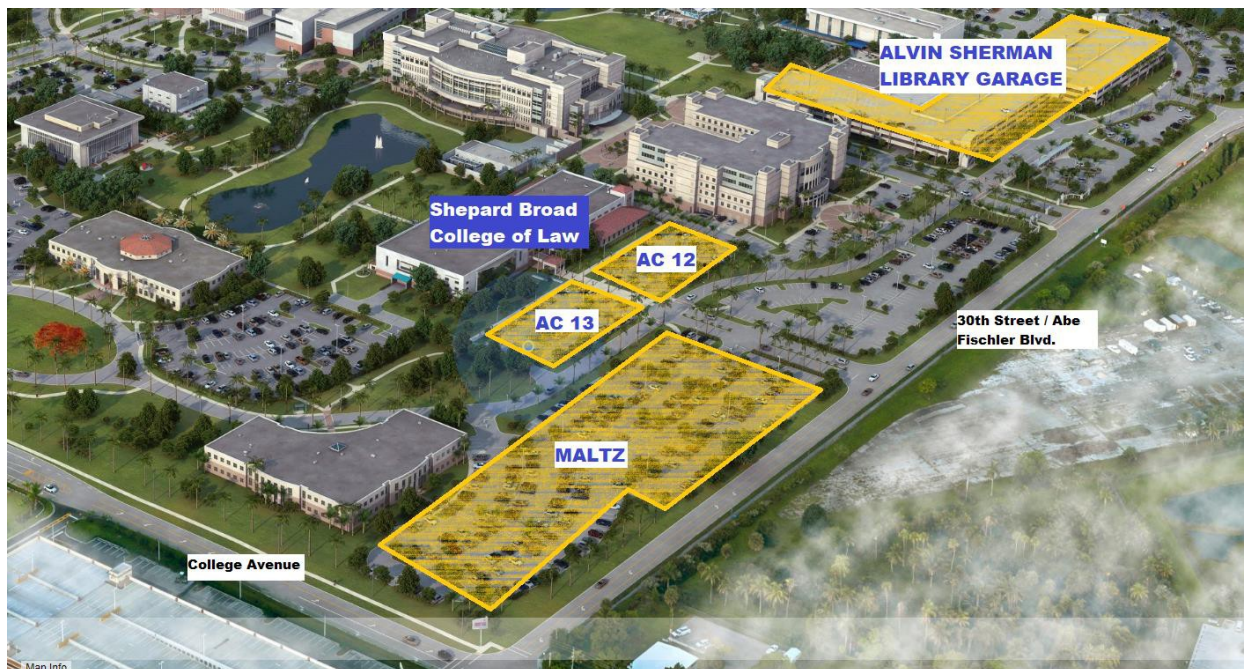 ALVIN SHERMAN
LIBRARY GARAGE
Shepard Broad
College of Law
AC 12
AC 13
30th Street / Abe
Fischler Blvd.
MALTZ
College Avenue
Map Info